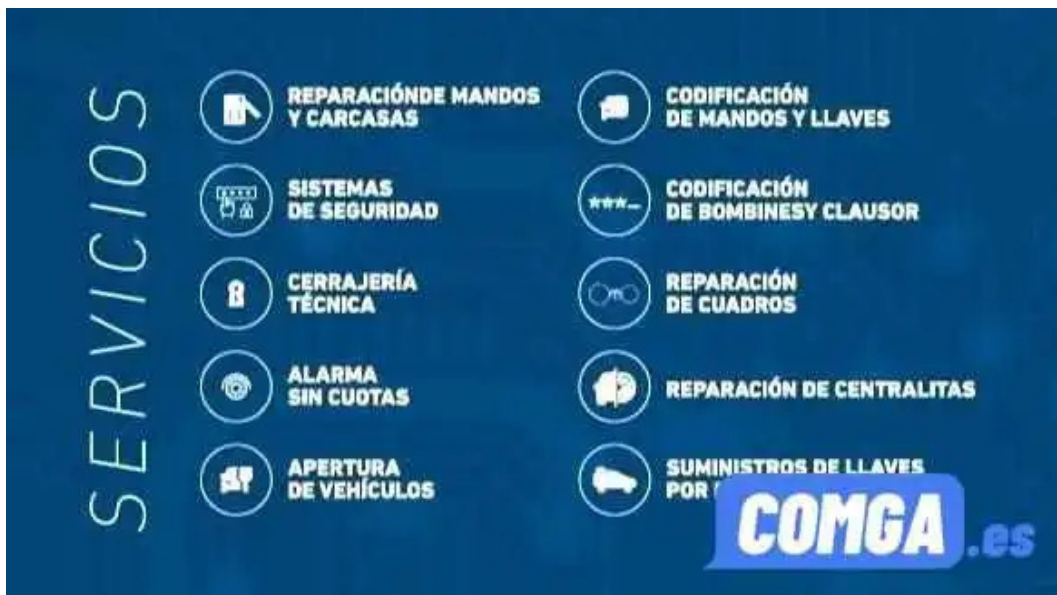 SERVICIOS
REPARACIÓNDE MANDOS
Y CARCASAS
SISTEMAS
DE SEGURIDAD
CERRAJERÍA
TÉCNICA
ALARMA
SIN CUOTAS
APERTURA
DE VEHÍCULOS
CODIFICACIÓN
DE MANDOS Y LLAVES
***_
CODIFICACIÓN
DE BOMBINESY CLAUSOR
REPARACIÓN
DE CUADROS
REPARACIÓN DE CENTRALITAS
SUMINISTROS DE LLAVES
POR
COMGA.es